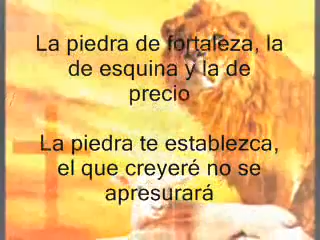 La piedra de fortaleza, la
de esquina y la de
precio
La piedra te establezca,
el que creyeré no se
apresurará